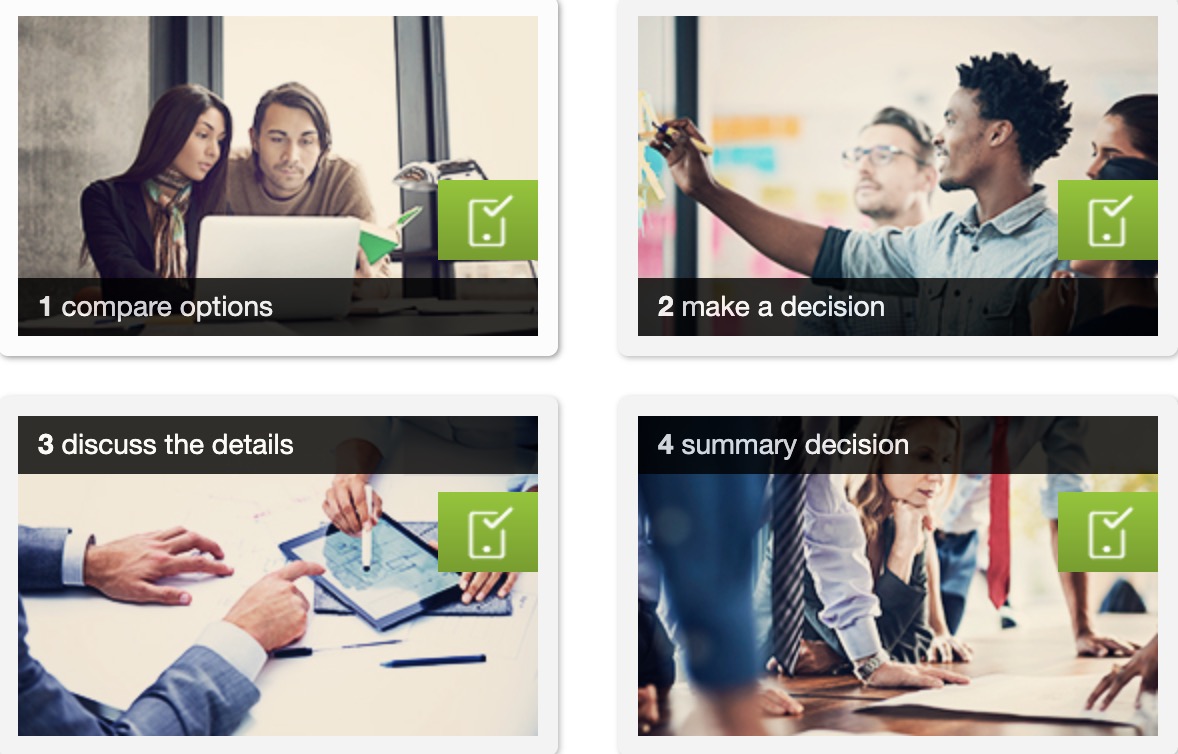 1 compare options
2 make a decision
3 discuss the details
4 summary decision